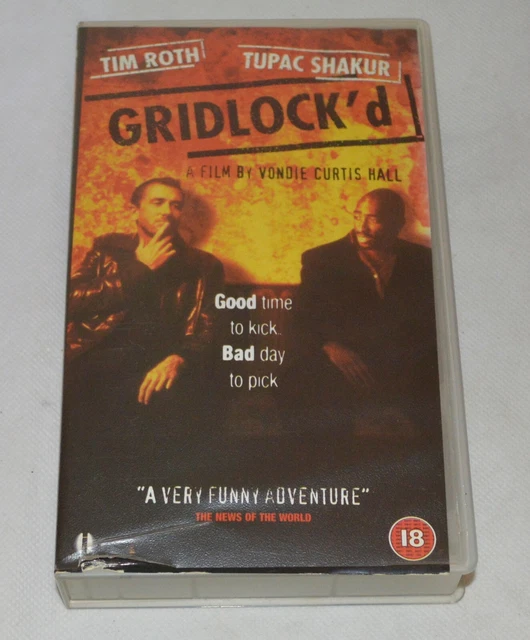 TIM ROTH
TUPAC SHAKUR
GRIDLOCK'd
A FILM BY VONDIE CURTIS HALL
Good time
to kick..
Bad day
to pick
"A VERY FUNNY ADVENTURE"
THE NEWS OF THE WORLD
18